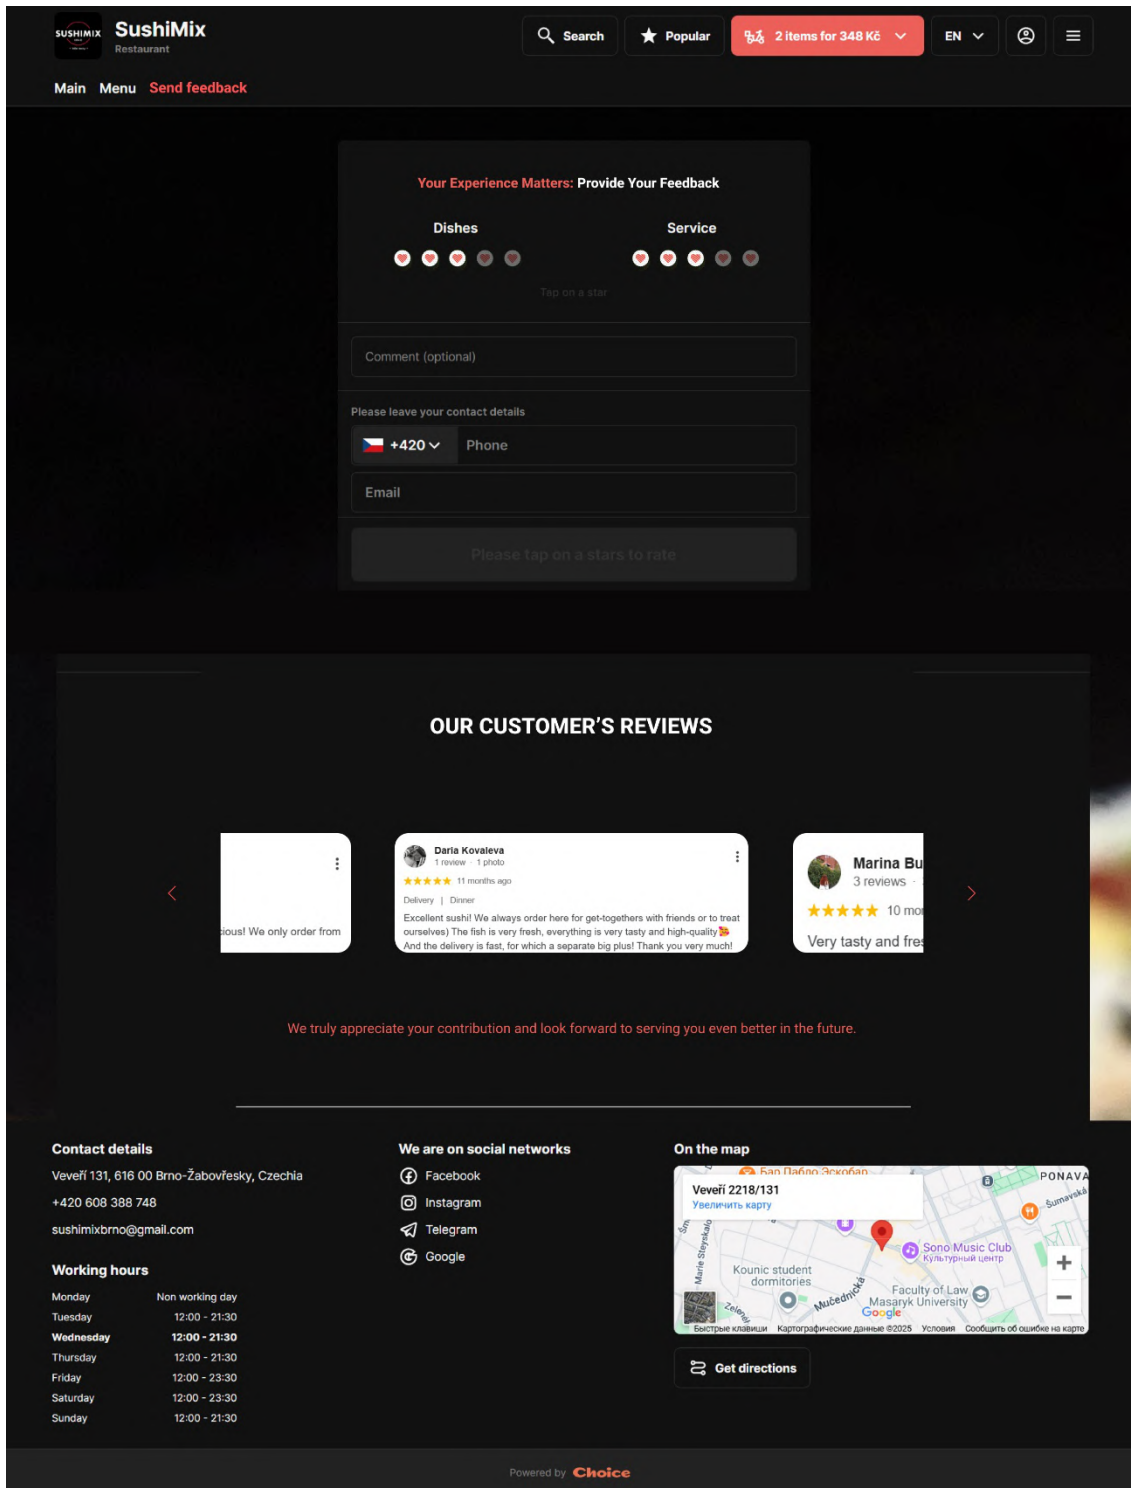 SUSHIMIX
SushiMix
Restaurant
Search
Popular
2 items for 348 Kč
EN
Main Menu Send feedback
Your Experience Matters: Provide Your Feedback
Dishes Service
Tap on a star
Comment (optional)
Please leave your contact details
+420 Phone
Email
Please tap on a stars to rate
OUR CUSTOMER’S REVIEWS
cious! We only order from
Daria Kovaleva
1 review · 1 photo
11 months ago
Delivery | Dinner
Excellent sushi! We always order here for get-togethers with friends or to treat
ourselves) The fish is very fresh, everything is very tasty and high-quality🥰
And the delivery is fast, for which a separate big plus! Thank you very much!
Marina Bu
3 reviews ·
10 mon
Very tasty and fres
We truly appreciate your contribution and look forward to serving you even better in the future.
Contact details
Veveří 131, 616 00 Brno-Žabovřesky, Czechia
+420 608 388 748
sushimixbrno@gmail.com
Working hours
Monday Non working day
Tuesday 12:00 - 21:30
Wednesday 12:00 - 21:30
Thursday 12:00 - 21:30
Friday 12:00 - 23:30
Saturday 12:00 - 23:30
Sunday 12:00 - 21:30
We are on social networks
Facebook
Instagram
Telegram
Google
On the map
Бар Пабло Эскобар
Veveří 2218/131
Увеличить карту
PONAVA
Šumavská
Marie Steyskalo
Sono Music Club
Культурный центр
Kounic student
dormitories
Mučednická
Faculty of Law
Masaryk University
Zelené
Google
Быстрые клавиши Картографические данные ©2025 Условия Сообщить об ошибке на карте
Get directions
Powered by Choice